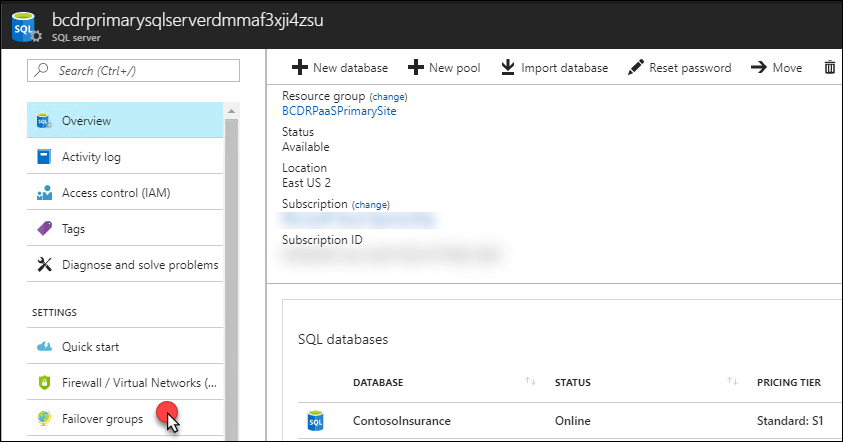 bcdrprimarysqlserverdmmaf3xji4zsu
SQL
SQL server
Search (Ctrl+/)
Overview
Activity log
Access control (IAM)
Tags
Diagnose and solve problems
SETTINGS
Quick start
Firewall / Virtual Networks (...
Failover groups
New database
New pool
Import database
Reset password
Move
Resource group (change)
BCDRPaaSPrimarySite
Status
Available
Location
East US 2
Subscription (change)
Subscription ID
SQL databases
DATABASE STATUS PRICING TIER
ContosoInsurance Online Standard: S1